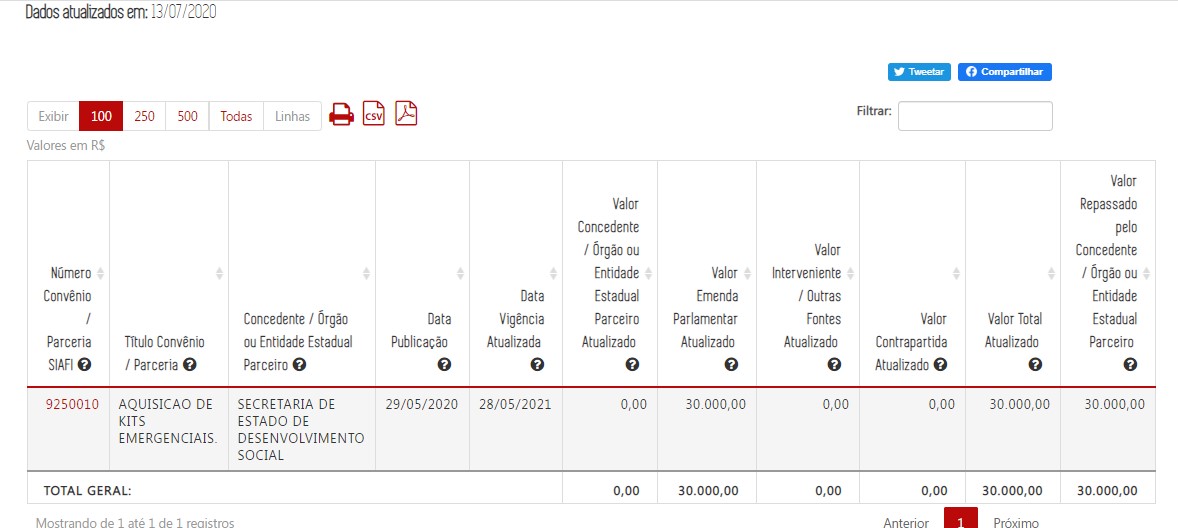 Dados atualizados em: 13/07/2020
Tweetar
Compartilhar
Exibir 100 250 500 Todas Linhas CSV
Filtrar:
Valores em R$
Número Convênio / Parceria SIAFI
Título Convênio / Parceria
Concedente / Órgão ou Entidade Estadual Parceiro
Data Publicação
Data Vigência Atualizada
Valor Concedente / Órgão ou Entidade Estadual Parceiro Atualizado
Valor Emenda Parlamentar Atualizado
Valor Interveniente / Outras Fontes Atualizado
Valor Contrapartida Atualizado
Valor Total Atualizado
Valor Repassado pelo Concedente / Órgão ou Entidade Estadual Parceiro
9250010
AQUISICAO DE KITS EMERGENCIAIS.
SECRETARIA DE ESTADO DE DESENVOLVIMENTO SOCIAL
29/05/2020
28/05/2021
0,00
30.000,00
0,00
0,00
30.000,00
30.000,00
TOTAL GERAL: 0,00 30.000,00 0,00 0,00 30.000,00 30.000,00
Mostrando de 1 até 1 de 1 registros
Anterior 1 Próximo